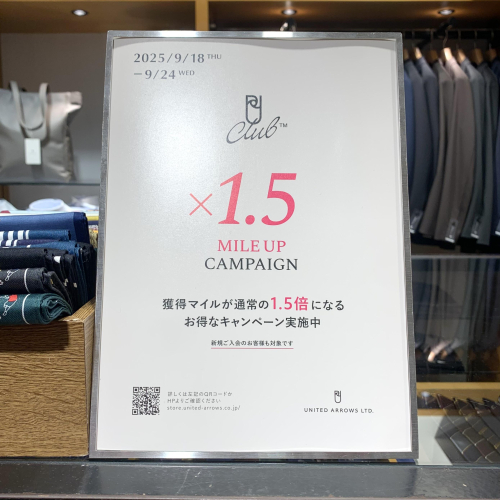 2025/9/18 THU
－9/24 WED
Club™
×1.5
MILE UP
CAMPAIGN
獲得マイルが通常の1.5倍になる
お得なキャンペーン実施中
新規ご入会のお客様も対象です
詳しくは左記のQRコードか
HPよりご確認ください
store.united-arrows.co.jp/
UNITED ARROWS LTD.